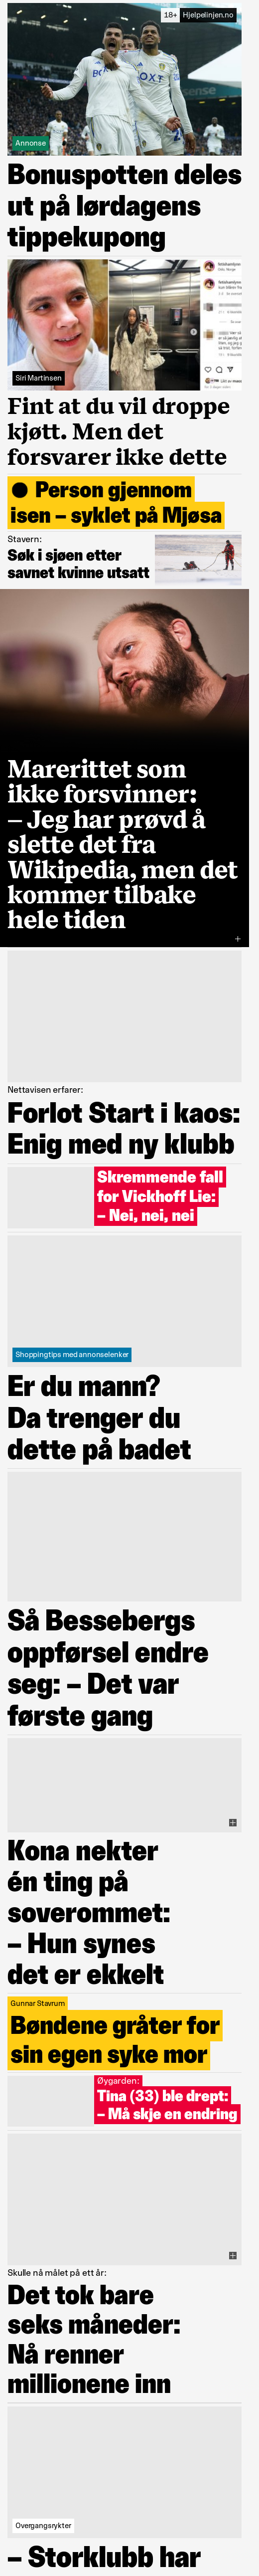 18+ Hjelpelinjen.no
Annonse
Bonuspotten deles
ut på lørdagens
tippekupong
Siri Martinsen
Fint at du vil droppe
kjøtt. Men det
forsvarer ikke dette
● Person gjennom
isen – syklet på Mjøsa
Stavern:
Søk i sjøen etter
savnet kvinne utsatt
Marerittet som
ikke forsvinner:
– Jeg har prøvd å
slette det fra
Wikipedia, men det
kommer tilbake
hele tiden
Nettavisen erfarer:
Forlot Start i kaos:
Enig med ny klubb
Skremmende fall
for Vickhoff Lie:
– Nei, nei, nei
Shoppingtips med annonselenker
Er du mann?
Da trenger du
dette på badet
Så Bessebergs
oppførsel endre
seg: – Det var
første gang
Kona nekter
én ting på
soverommet:
– Hun synes
det er ekkelt
Gunnar Stavrum
Bøndene gråter for
sin egen syke mor
Øygarden:
Tina (33) ble drept:
– Må skje en endring
Skulle nå målet på ett år:
Det tok bare
seks måneder:
Nå renner
millionene inn
Overgangsrykter
– Storklubb har